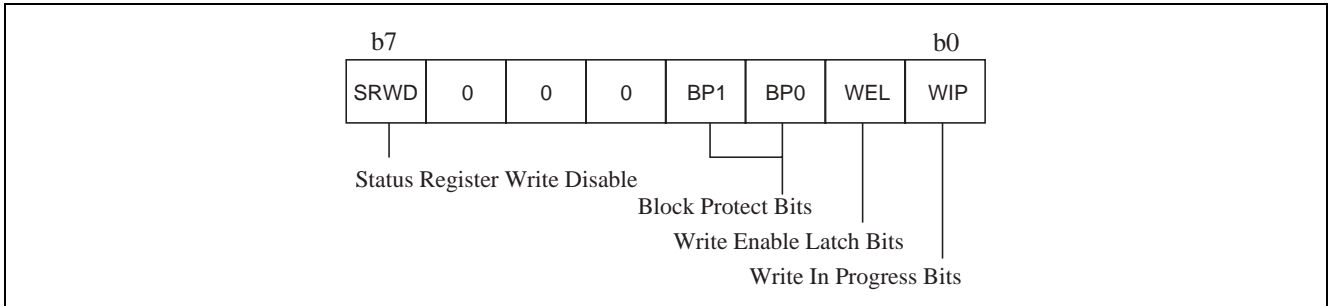 b7 b0
SRWD 0 0 0 BP1 BP0 WEL WIP
Status Register Write Disable
Block Protect Bits
Write Enable Latch Bits
Write In Progress Bits